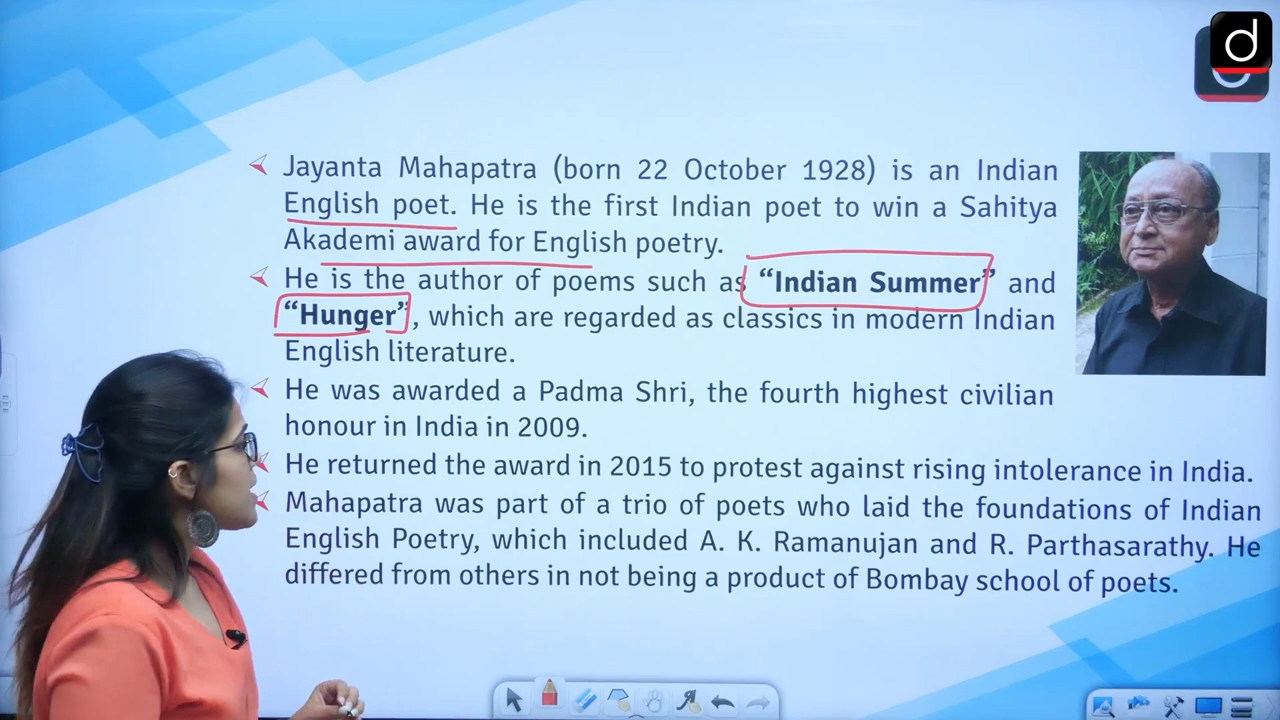 d
Jayanta Mahapatra (born 22 October 1928) is an Indian
English poet. He is the first Indian poet to win a Sahitya
Akademi award for English poetry.
He is the author of poems such as “Indian Summer” and
“Hunger”, which are regarded as classics in modern Indian
English literature.
He was awarded a Padma Shri, the fourth highest civilian
honour in India in 2009.
He returned the award in 2015 to protest against rising intolerance in India.
Mahapatra was part of a trio of poets who laid the foundations of Indian
English Poetry, which included A. K. Ramanujan and R. Parthasarathy. He
differed from others in not being a product of Bombay school of poets.